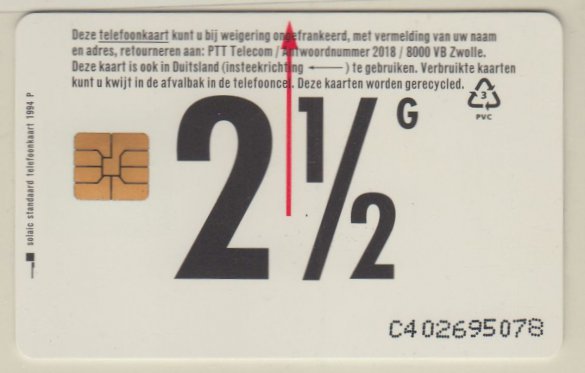 Deze telefoonkaart kunt u bij weigering ongefrankeerd, met vermelding van uw naam
en adres, retourneren aan: PTT Telecom / Antwoordnummer 2018 / 8000 VB Zwolle.
Deze kaart is ook in Duitsland (insteekrichting ←) te gebruiken. Verbruikte kaarten
kunt u kwijt in de afvalbak in de telefooncel. Deze kaarten worden gerecycled.
3
PVC
2 1/2 G
solaic standaard telefoonkaart 1994 P
C402695078